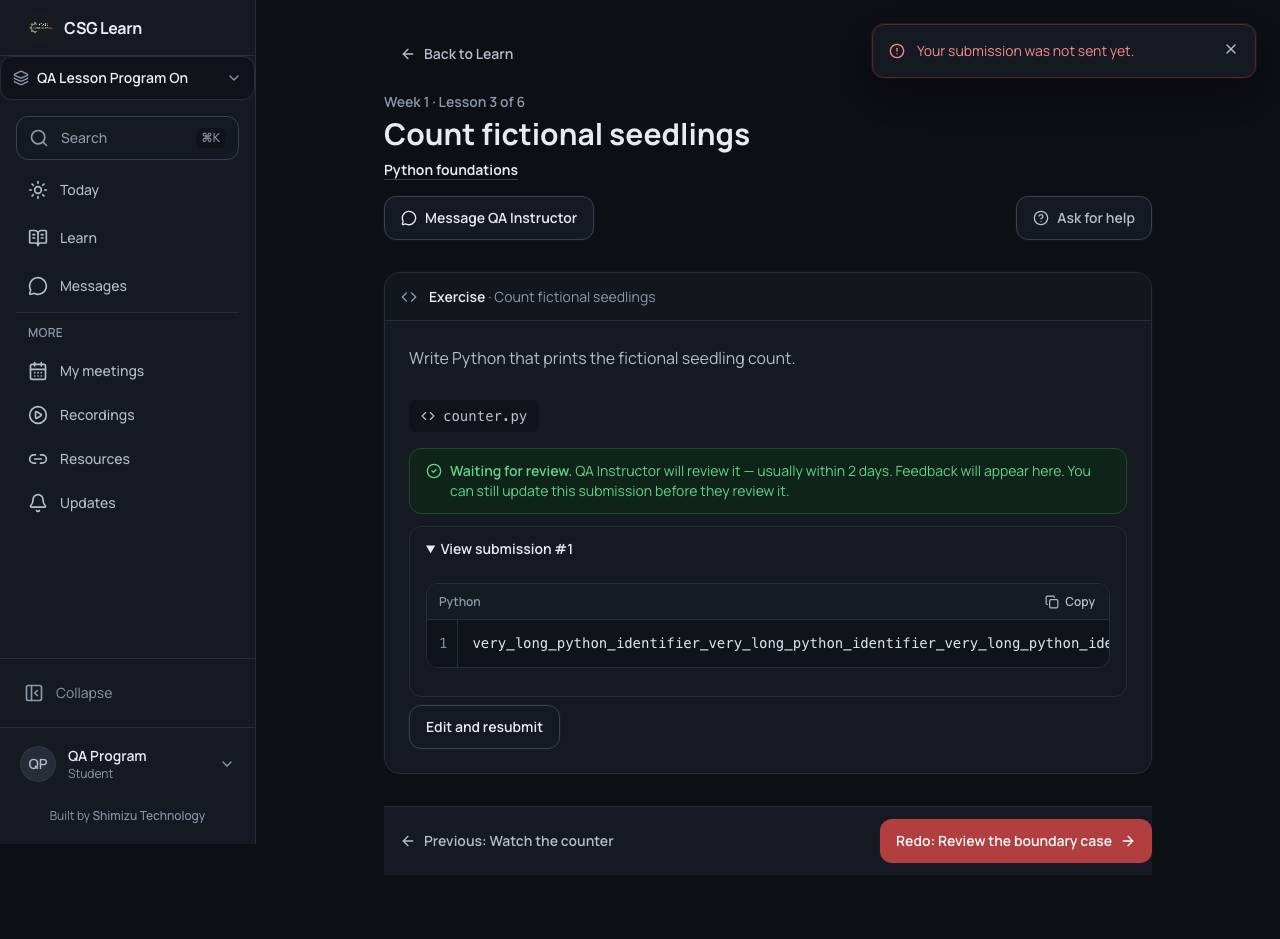 CSG Learn
QA Lesson Program On
Search ⌘K
Today
Learn
Messages
MORE
My meetings
Recordings
Resources
Updates
Collapse
QP
QA Program
Student
Built by Shimizu Technology
Your submission was not sent yet.
Back to Learn
Week 1 · Lesson 3 of 6
Count fictional seedlings
Python foundations
Message QA Instructor
Ask for help
Exercise · Count fictional seedlings
Write Python that prints the fictional seedling count.
counter.py
Waiting for review. QA Instructor will review it — usually within 2 days. Feedback will appear here. You
can still update this submission before they review it.
View submission #1
Python
Copy
1 very_long_python_identifier_very_long_python_identifier_very_long_python_ide
Edit and resubmit
Previous: Watch the counter
Redo: Review the boundary case